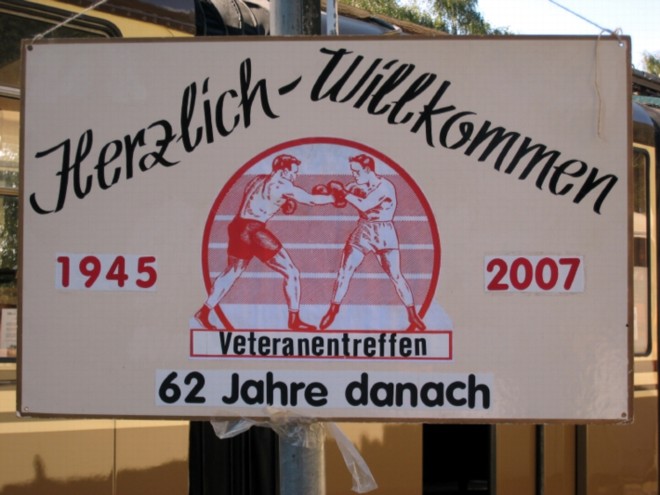 Herzlich-Willkommen
1945
2007
Veteranentreffen
62 Jahre danach